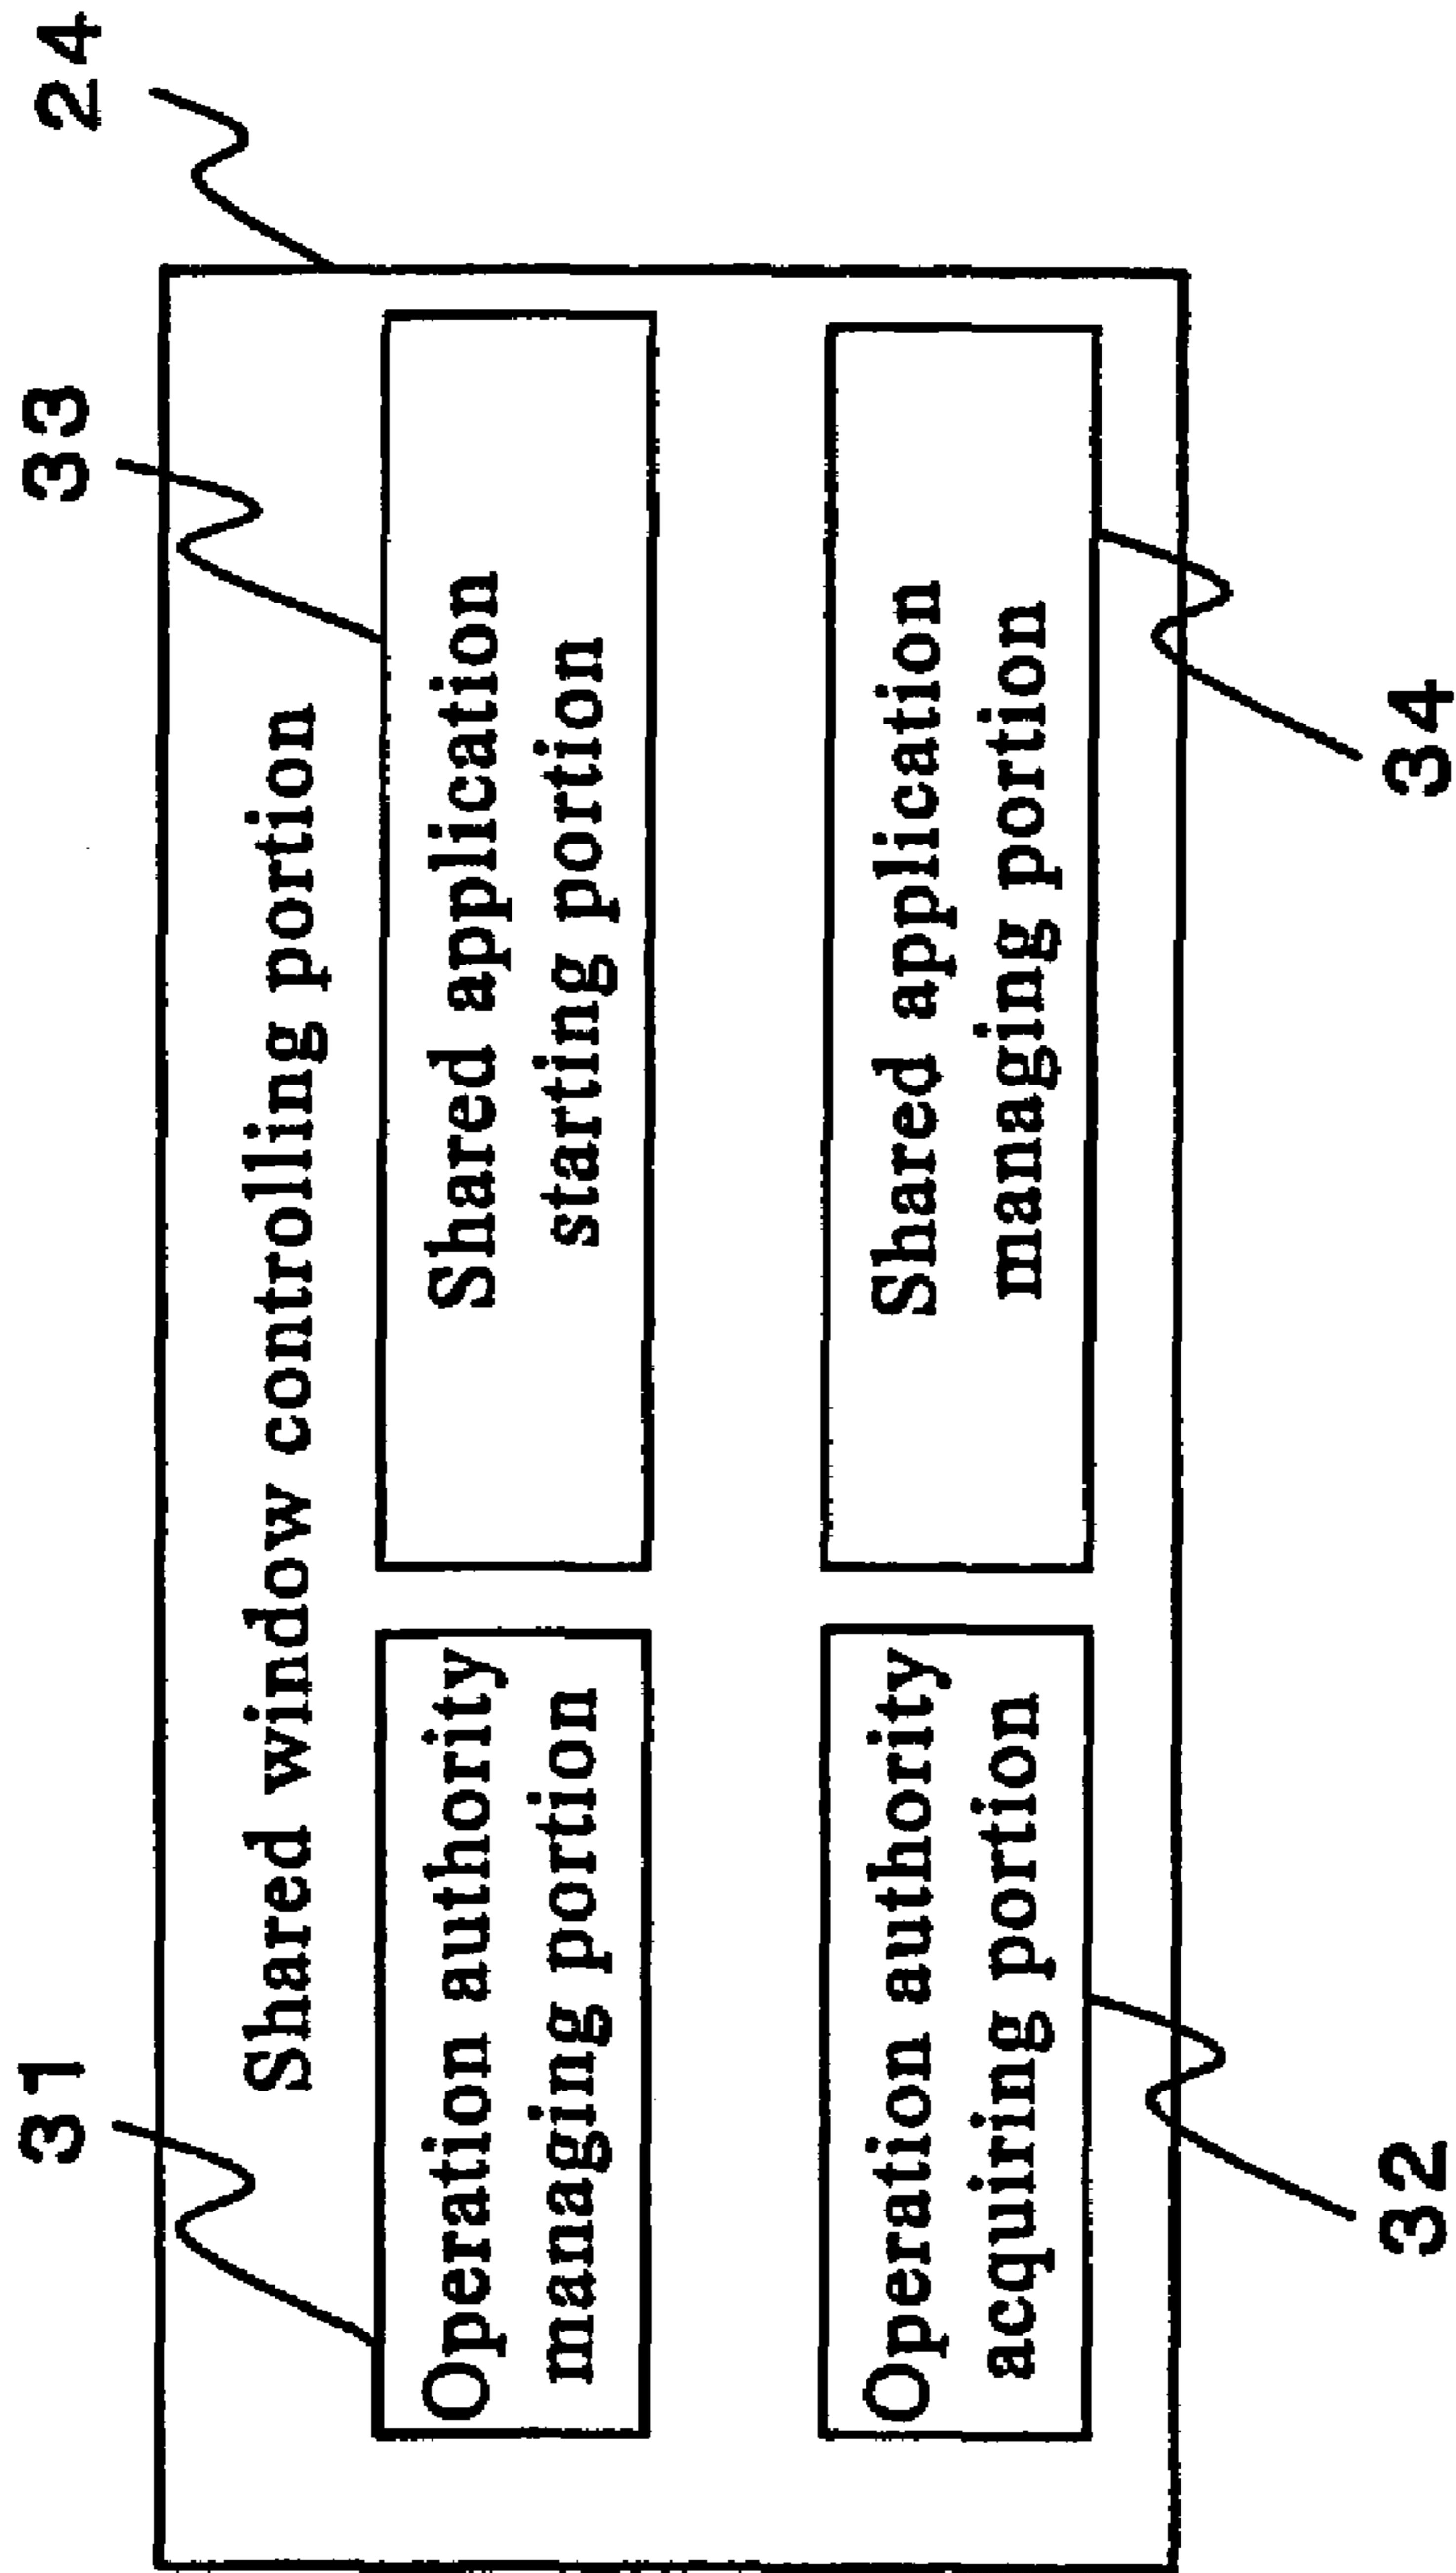 24
31
33
Shared window controlling portion
Operation authority
managing portion
Shared application
starting portion
Operation authority
acquiring portion
Shared application
managing portion
32
34